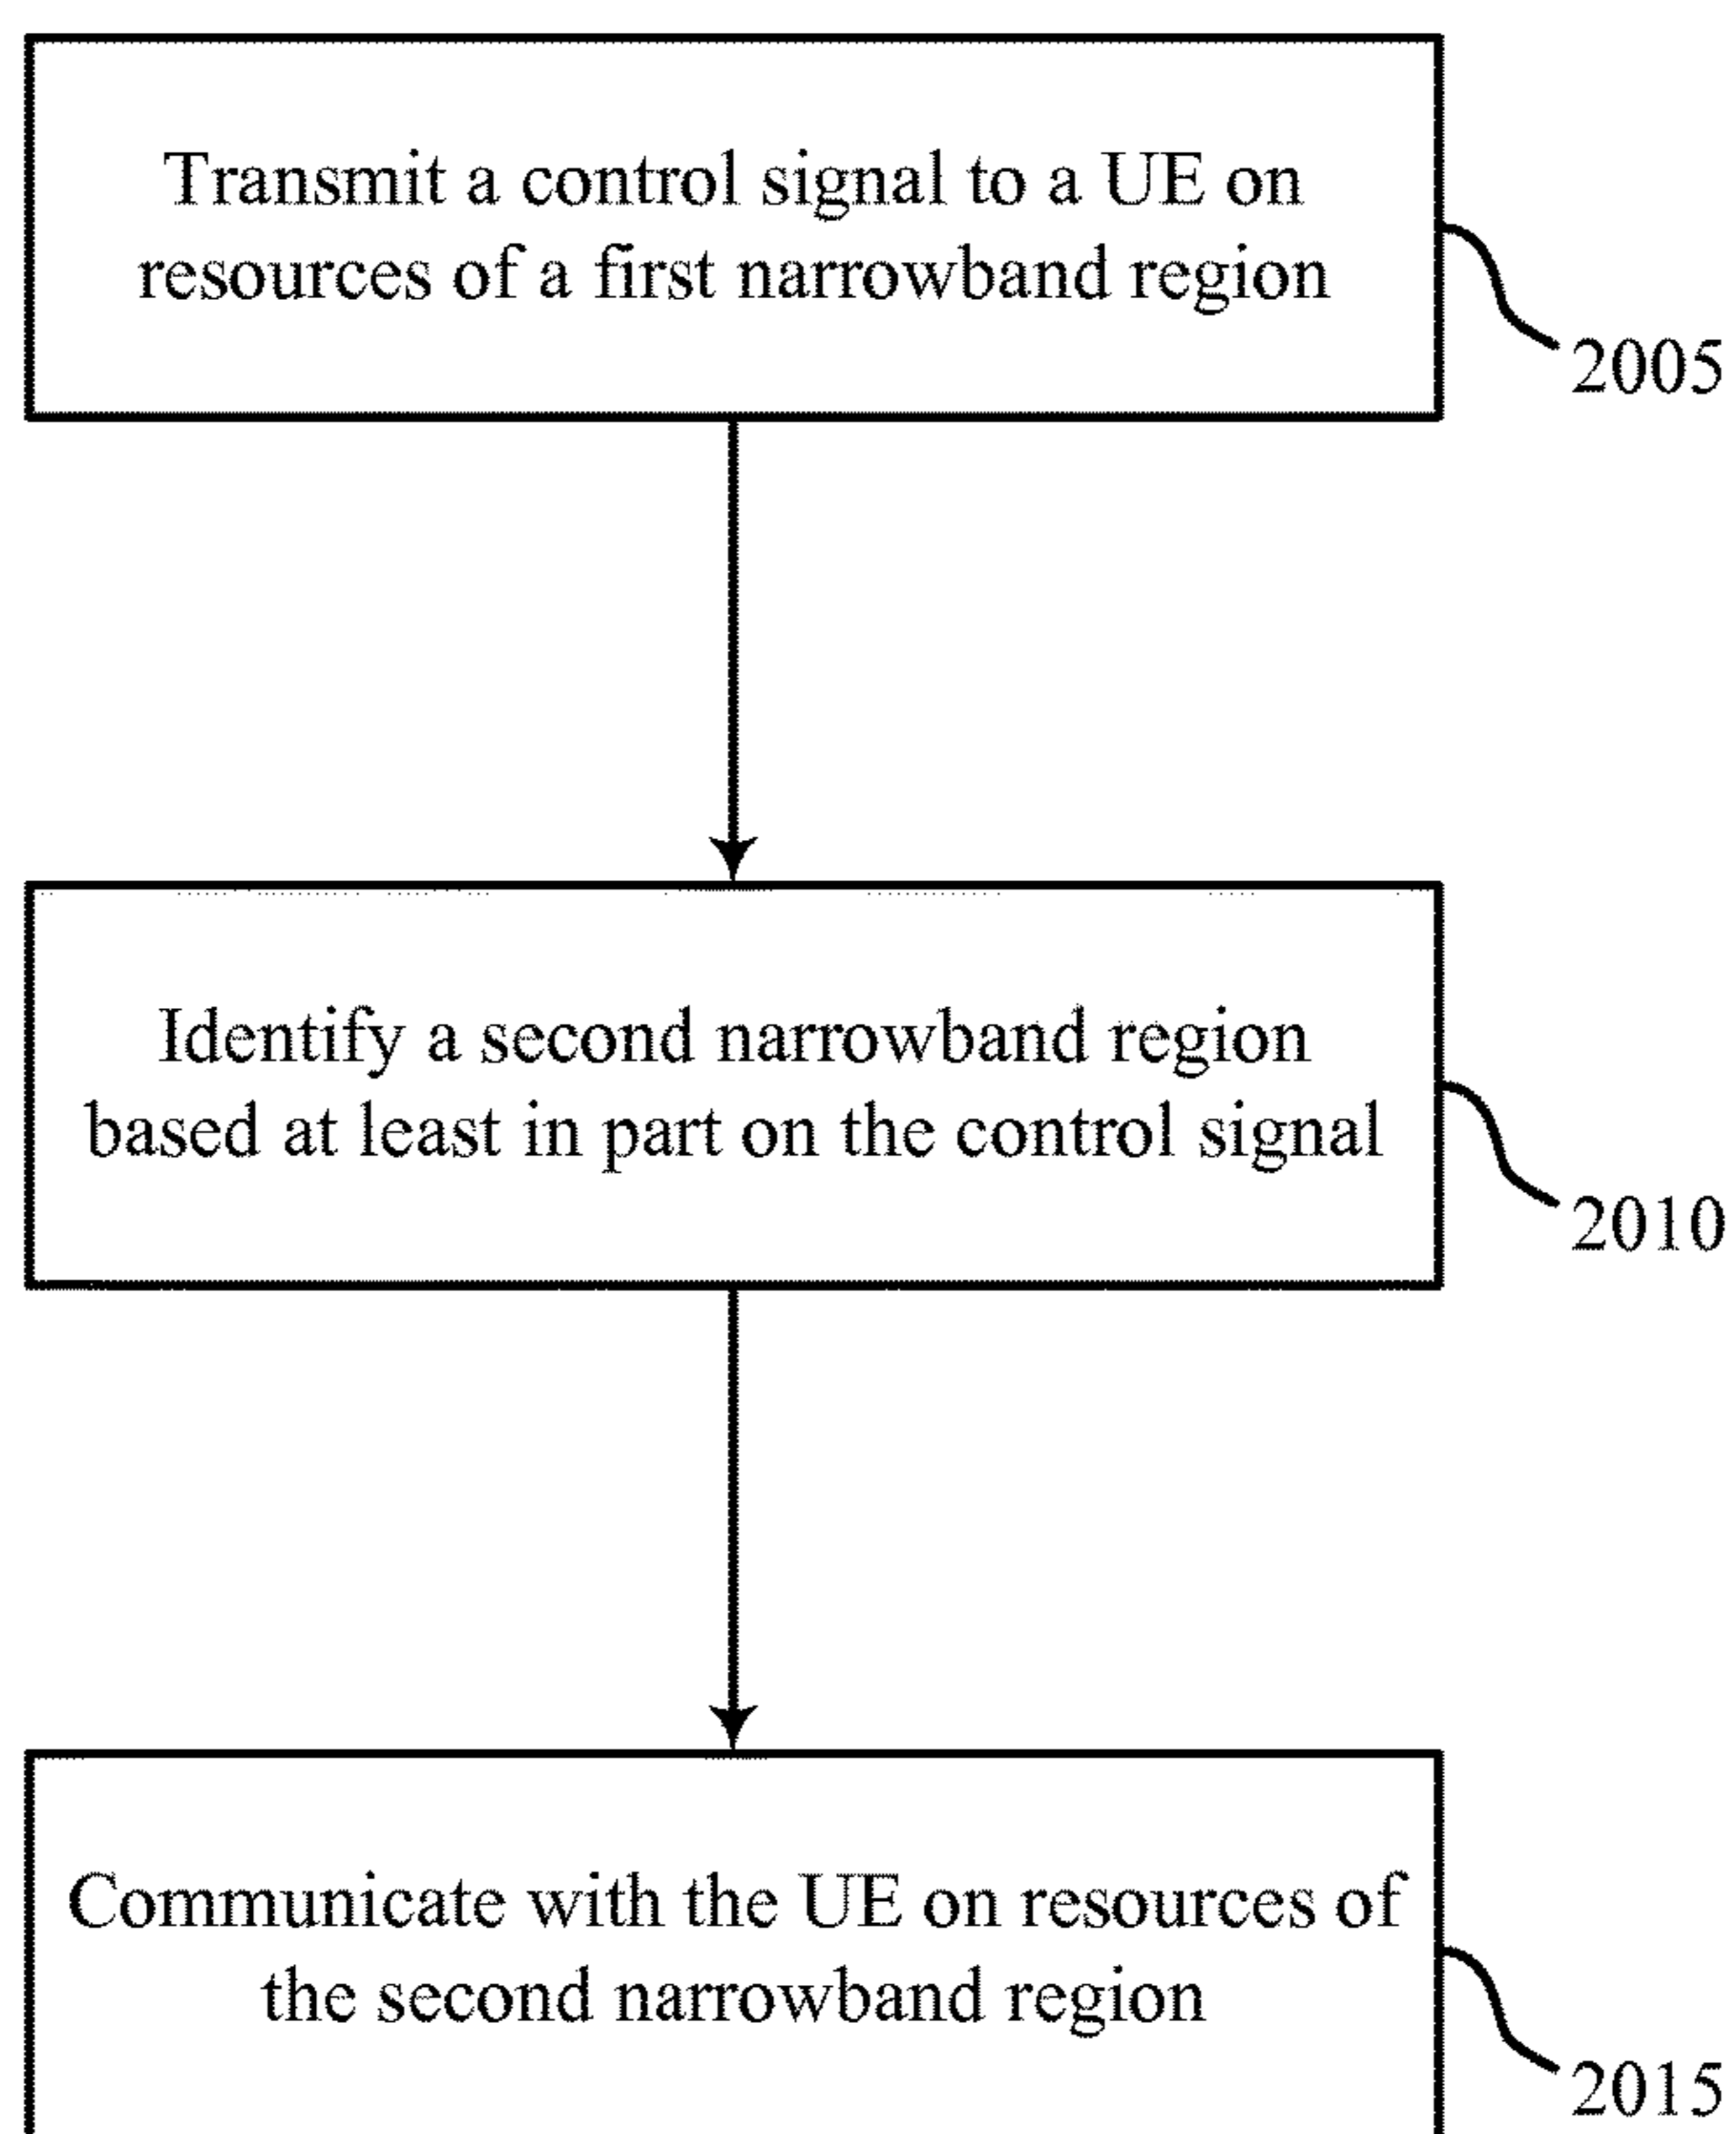 Transmit a control signal to a UE on
resources of a first narrowband region
2005
Identify a second narrowband region
based at least in part on the control signal
2010
Communicate with the UE on resources of
the second narrowband region
2015